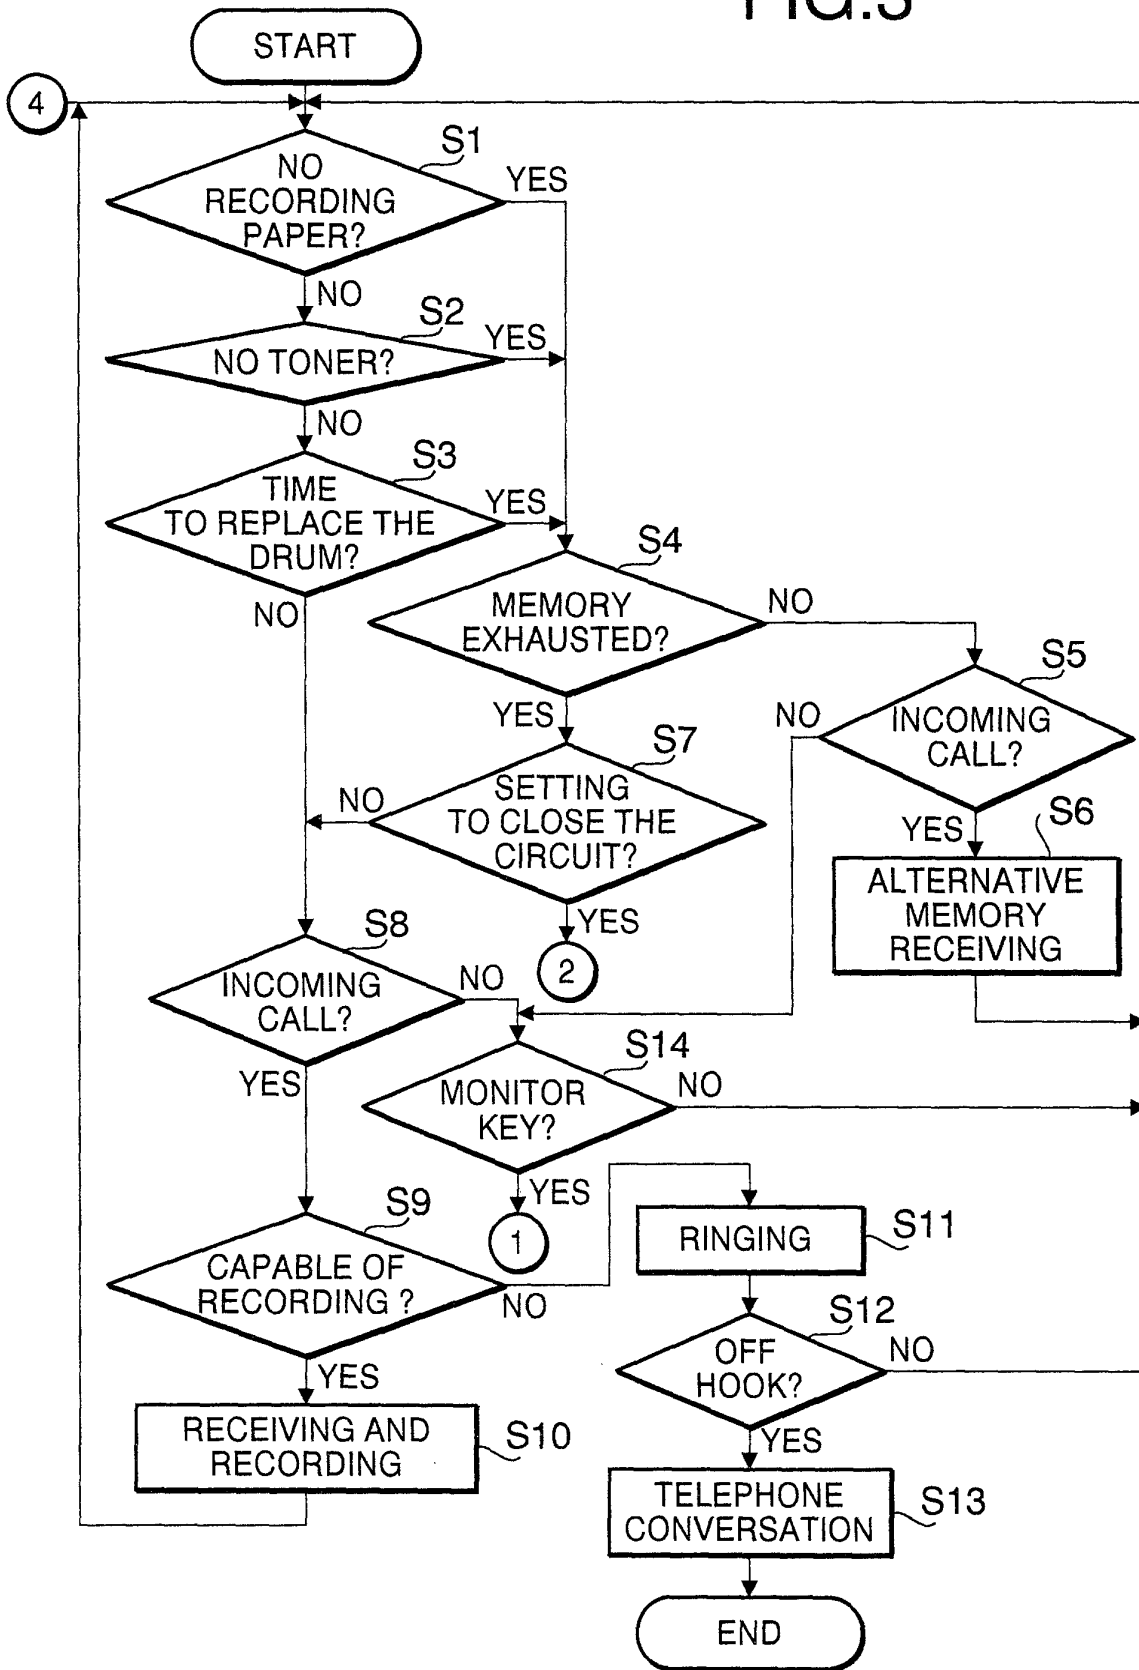 FIG.3
START
4
S1
NO
RECORDING
PAPER?
YES
NO
S2
NO TONER?
YES
NO
S3
TIME
TO REPLACE THE
DRUM?
YES
NO
S4
MEMORY
EXHAUSTED?
NO
YES
S5
INCOMING
CALL?
NO
YES
S6
ALTERNATIVE
MEMORY
RECEIVING
S7
SETTING
TO CLOSE THE
CIRCUIT?
NO
YES
2
S8
INCOMING
CALL?
NO
YES
S14
MONITOR
KEY?
NO
YES
1
S9
CAPABLE OF
RECORDING ?
NO
YES
RECEIVING AND
RECORDING
S10
RINGING
S11
S12
OFF
HOOK?
NO
YES
TELEPHONE
CONVERSATION
S13
END